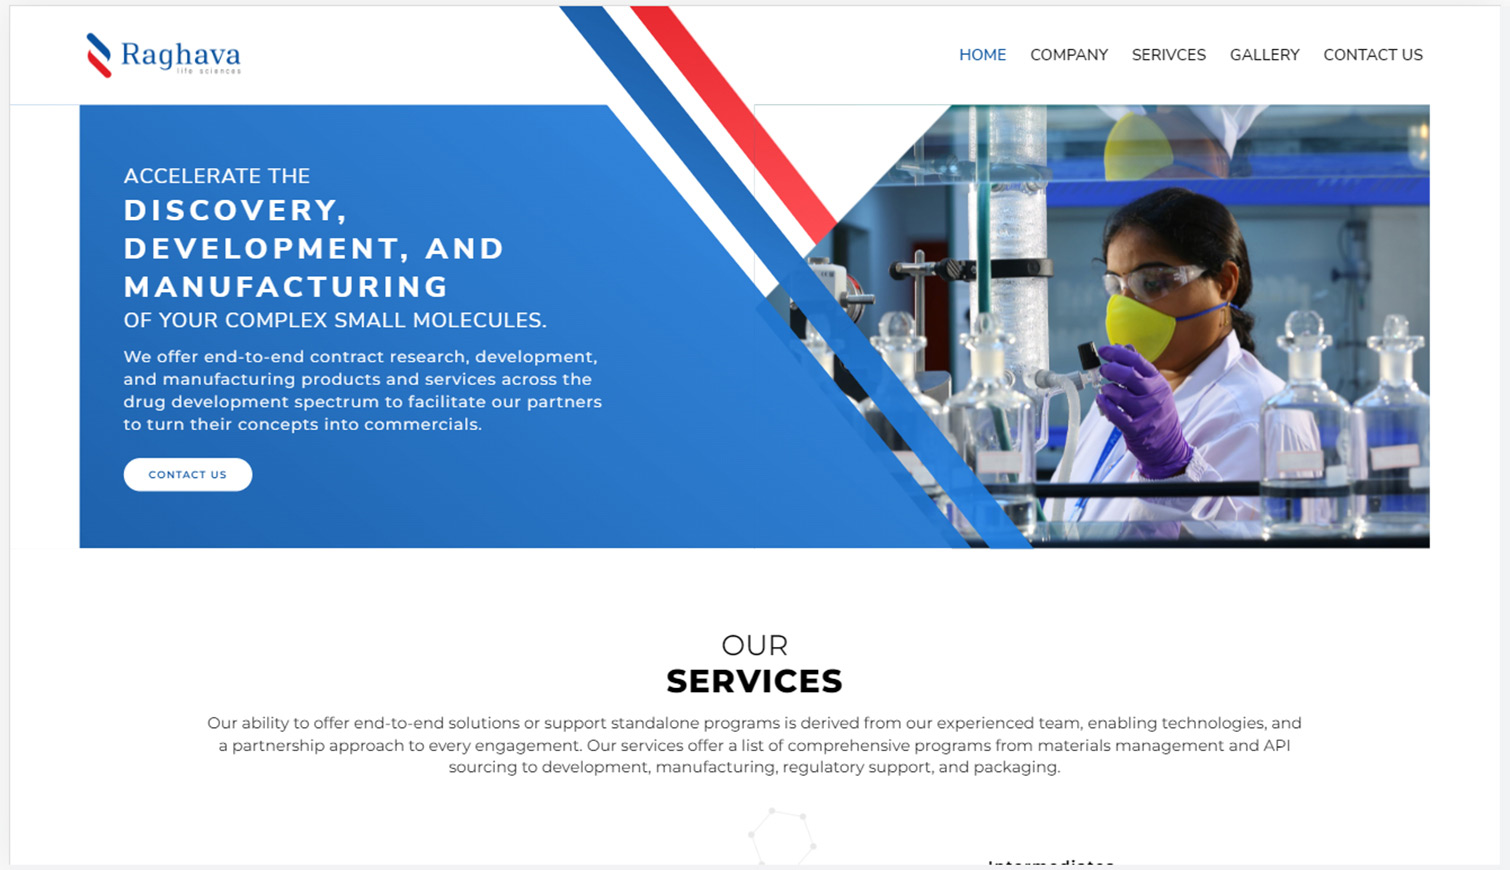 Raghava
life sciences
HOME COMPANY SERIVCES GALLERY CONTACT US
ACCELERATE THE
DISCOVERY,
DEVELOPMENT, AND
MANUFACTURING
OF YOUR COMPLEX SMALL MOLECULES.
We offer end-to-end contract research, development,
and manufacturing products and services across the
drug development spectrum to facilitate our partners
to turn their concepts into commercials.
CONTACT US
OUR
SERVICES
Our ability to offer end-to-end solutions or support standalone programs is derived from our experienced team, enabling technologies, and
a partnership approach to every engagement. Our services offer a list of comprehensive programs from materials management and API
sourcing to development, manufacturing, regulatory support, and packaging.
Intermediates